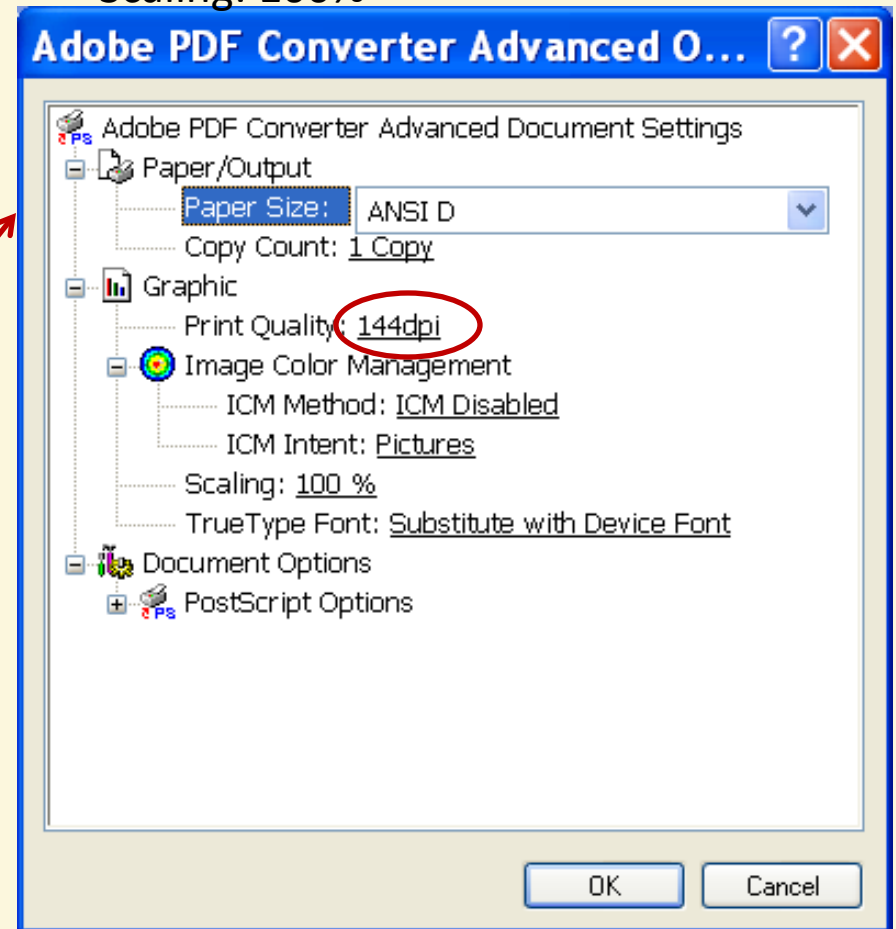 Scaling: 100%
Adobe PDF Converter Advanced O...
Adobe PDF Converter Advanced Document Settings
Paper/Output
Paper Size: ANSI D
Copy Count: 1 Copy
Graphic
Print Quality: 144dpi
Image Color Management
ICM Method: ICM Disabled
ICM Intent: Pictures
Scaling: 100 %
TrueType Font: Substitute with Device Font
Document Options
PostScript Options
OK Cancel